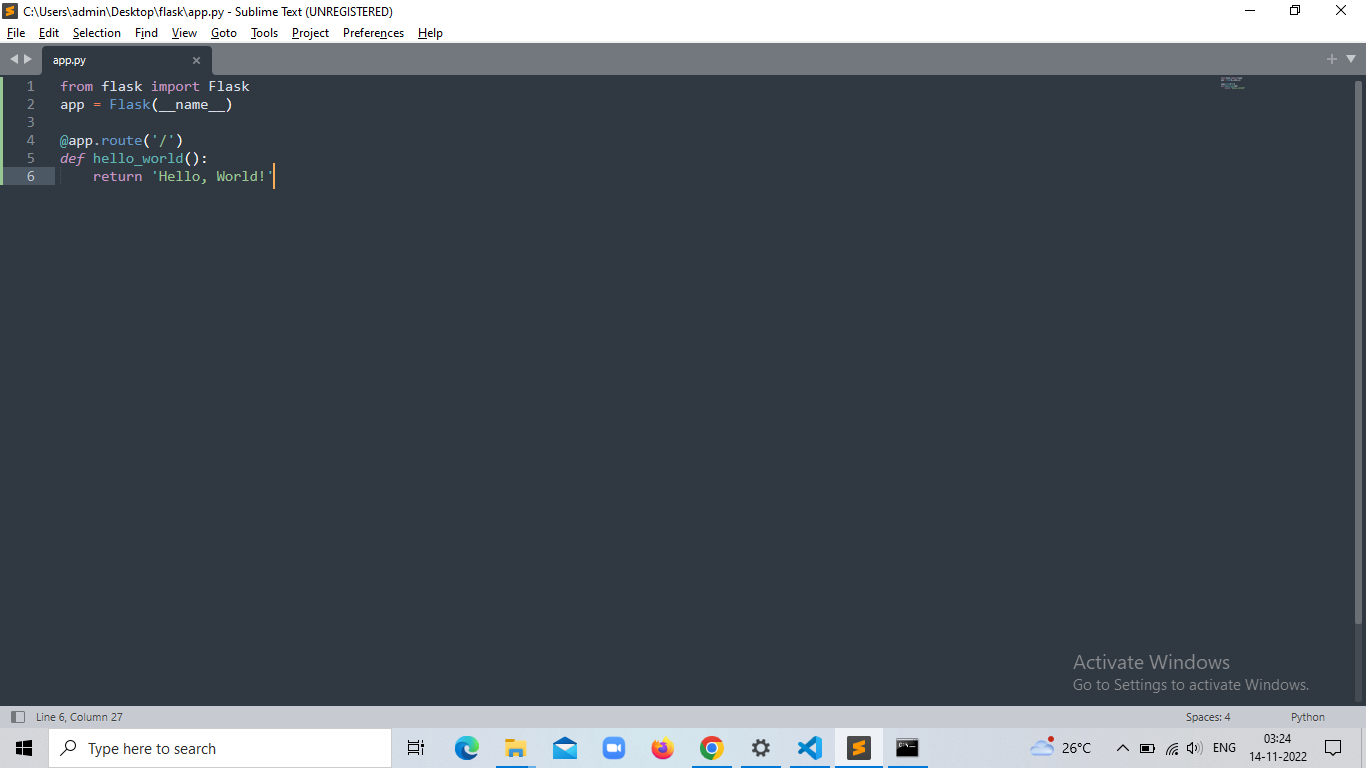 C:\Users\admin\Desktop\flask\app.py - Sublime Text (UNREGISTERED)
File Edit Selection Find View Goto Tools Project Preferences Help
app.py
1 from flask import Flask
2 app = Flask(__name__)
3
4 @app.route('/')
5 def hello_world():
6     return 'Hello, World!'
Activate Windows
Go to Settings to activate Windows.
Line 6, Column 27 Spaces: 4 Python
Type here to search 26°C ENG 03:24
14-11-2022